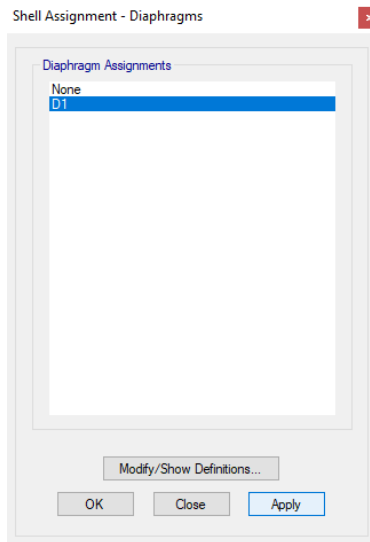 Shell Assignment - Diaphragms
Diaphragm Assignments
None
D1
Modify/Show Definitions...
OK Close Apply